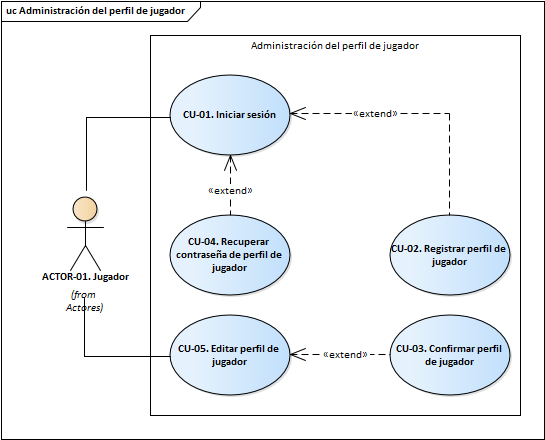 uc Administración del perfil de jugador
Administración del perfil de jugador
CU-01. Iniciar sesión
«extend»
«extend»
CU-04. Recuperar
contraseña de perfil de
jugador
CU-02. Registrar perfil de
jugador
ACTOR-01. Jugador
(from
Actores)
CU-05. Editar perfil de
jugador
«extend»
CU-03. Confirmar perfil
de jugador